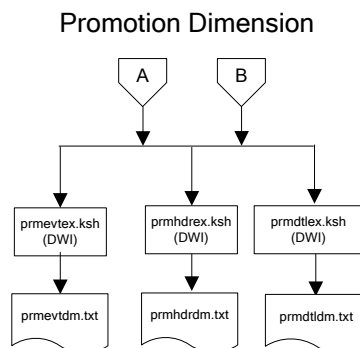 Promotion Dimension
A
B
prmevtex.ksh
(DWI)
prmhdrex.ksh
(DWI)
prmdtlex.ksh
(DWI)
prmevtdm.txt
prmhdrdm.txt
prmdtldm.txt